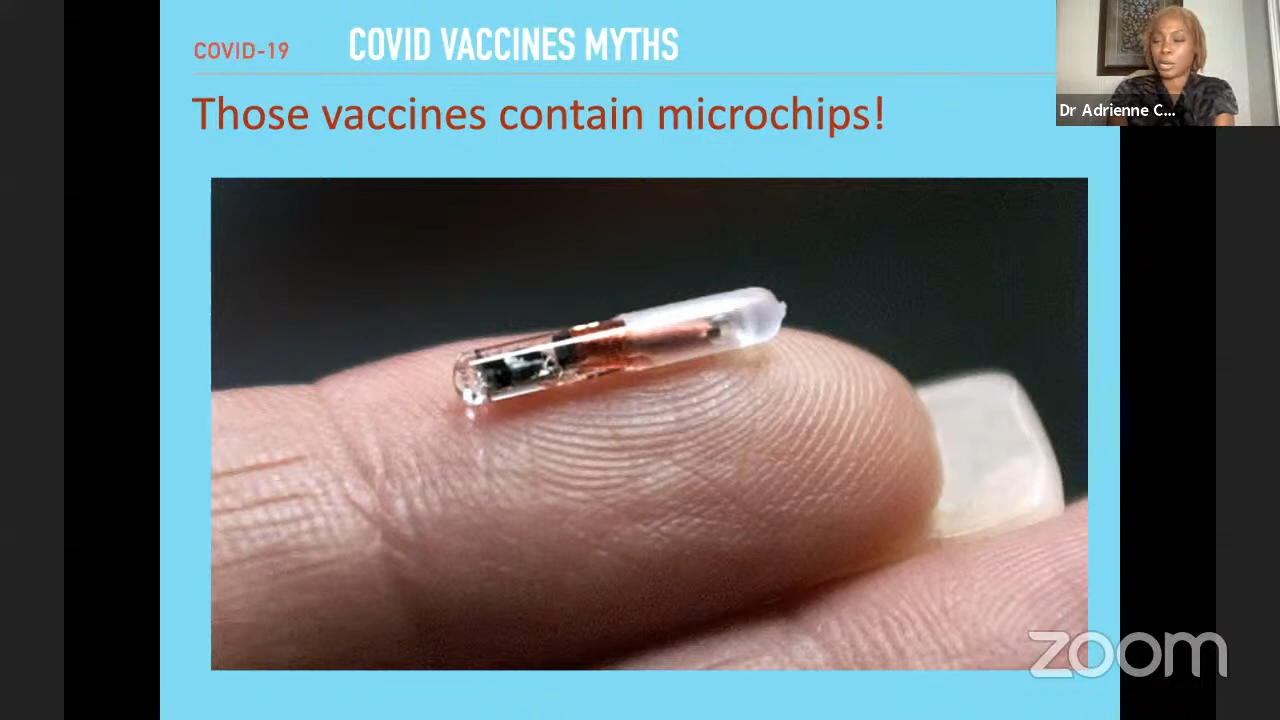 COVID-19 COVID VACCINES MYTHS
Those vaccines contain microchips!
Dr Adrienne C...
zoom